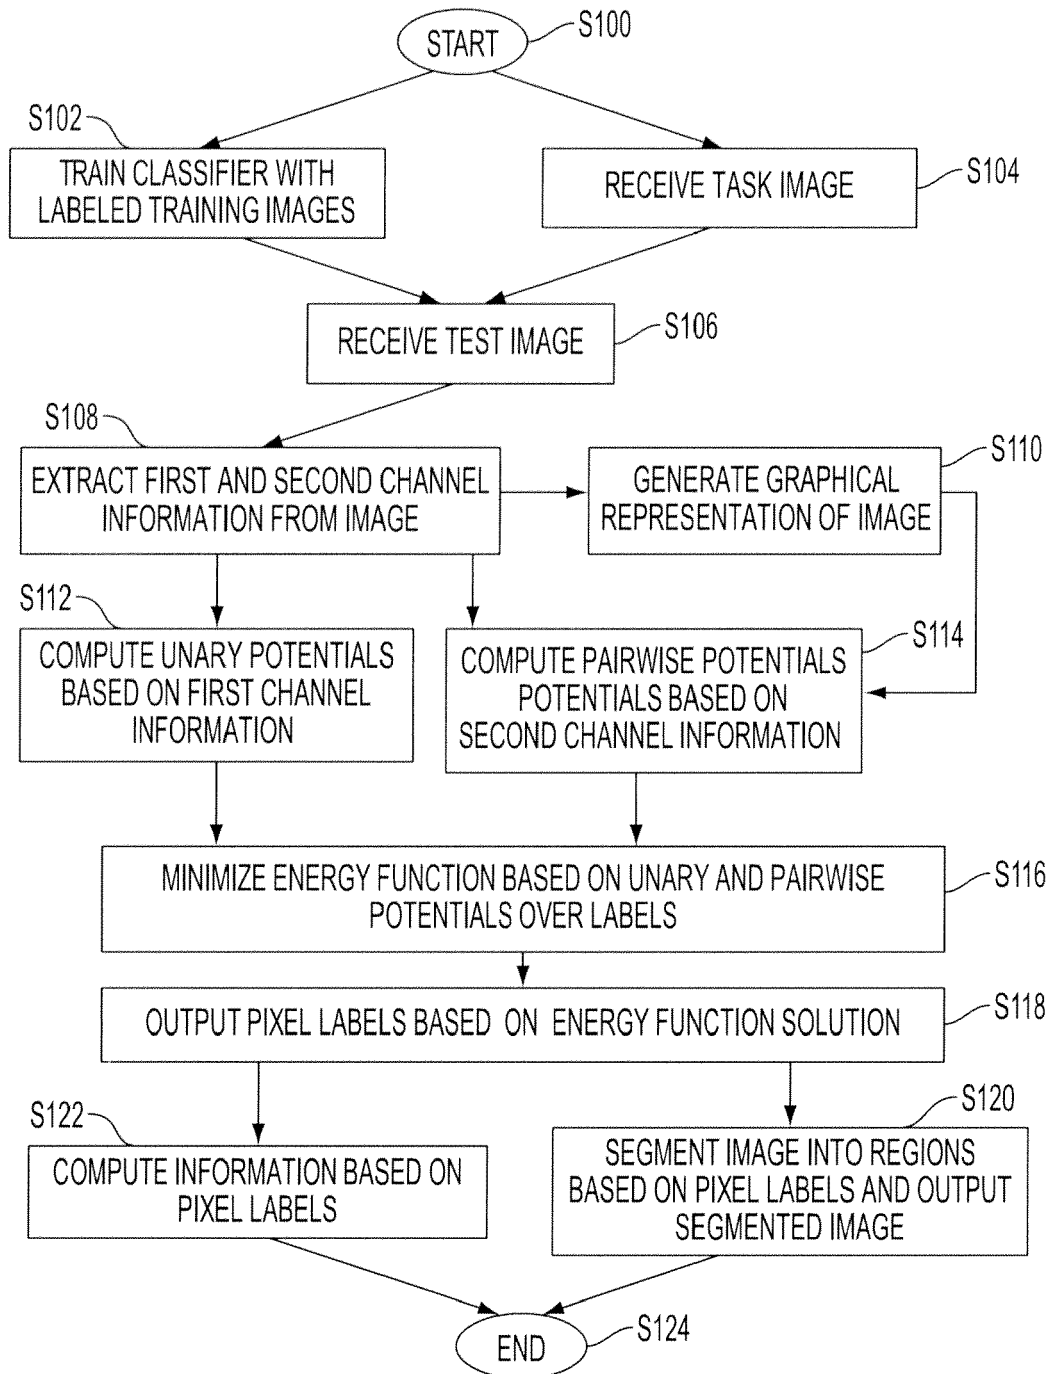 START
S100
S102
TRAIN CLASSIFIER WITH
LABELED TRAINING IMAGES
RECEIVE TASK IMAGE
S104
RECEIVE TEST IMAGE
S106
S108
EXTRACT FIRST AND SECOND CHANNEL
INFORMATION FROM IMAGE
S110
GENERATE GRAPHICAL
REPRESENTATION OF IMAGE
S112
COMPUTE UNARY POTENTIALS
BASED ON FIRST CHANNEL
INFORMATION
S114
COMPUTE PAIRWISE POTENTIALS
POTENTIALS BASED ON
SECOND CHANNEL INFORMATION
MINIMIZE ENERGY FUNCTION BASED ON UNARY AND PAIRWISE
POTENTIALS OVER LABELS
S116
OUTPUT PIXEL LABELS BASED ON ENERGY FUNCTION SOLUTION
S118
S122
COMPUTE INFORMATION BASED ON
PIXEL LABELS
S120
SEGMENT IMAGE INTO REGIONS
BASED ON PIXEL LABELS AND OUTPUT
SEGMENTED IMAGE
END
S124